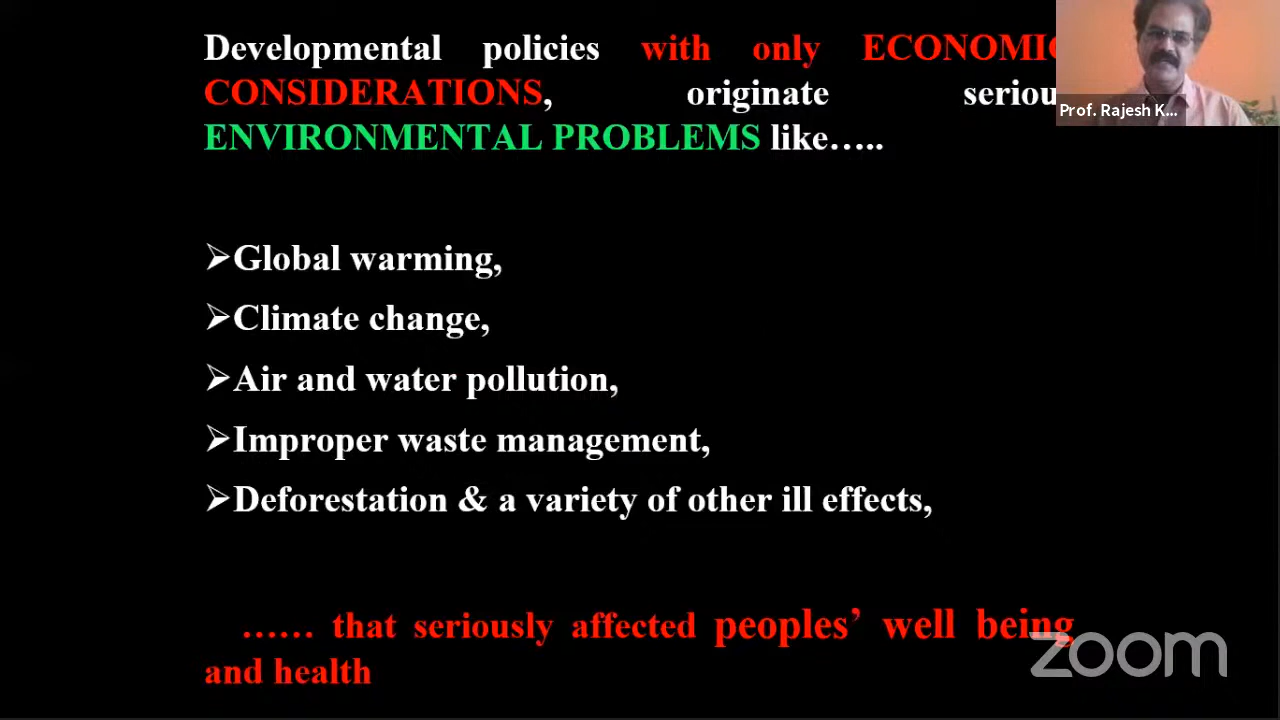 Developmental policies with only ECONOMIC
CONSIDERATIONS, originate seriou
ENVIRONMENTAL PROBLEMS like…..
Prof. Rajesh K...
➢Global warming,
➢Climate change,
➢Air and water pollution,
➢Improper waste management,
➢Deforestation & a variety of other ill effects,
…… that seriously affected peoples’ well being
and health
zoom